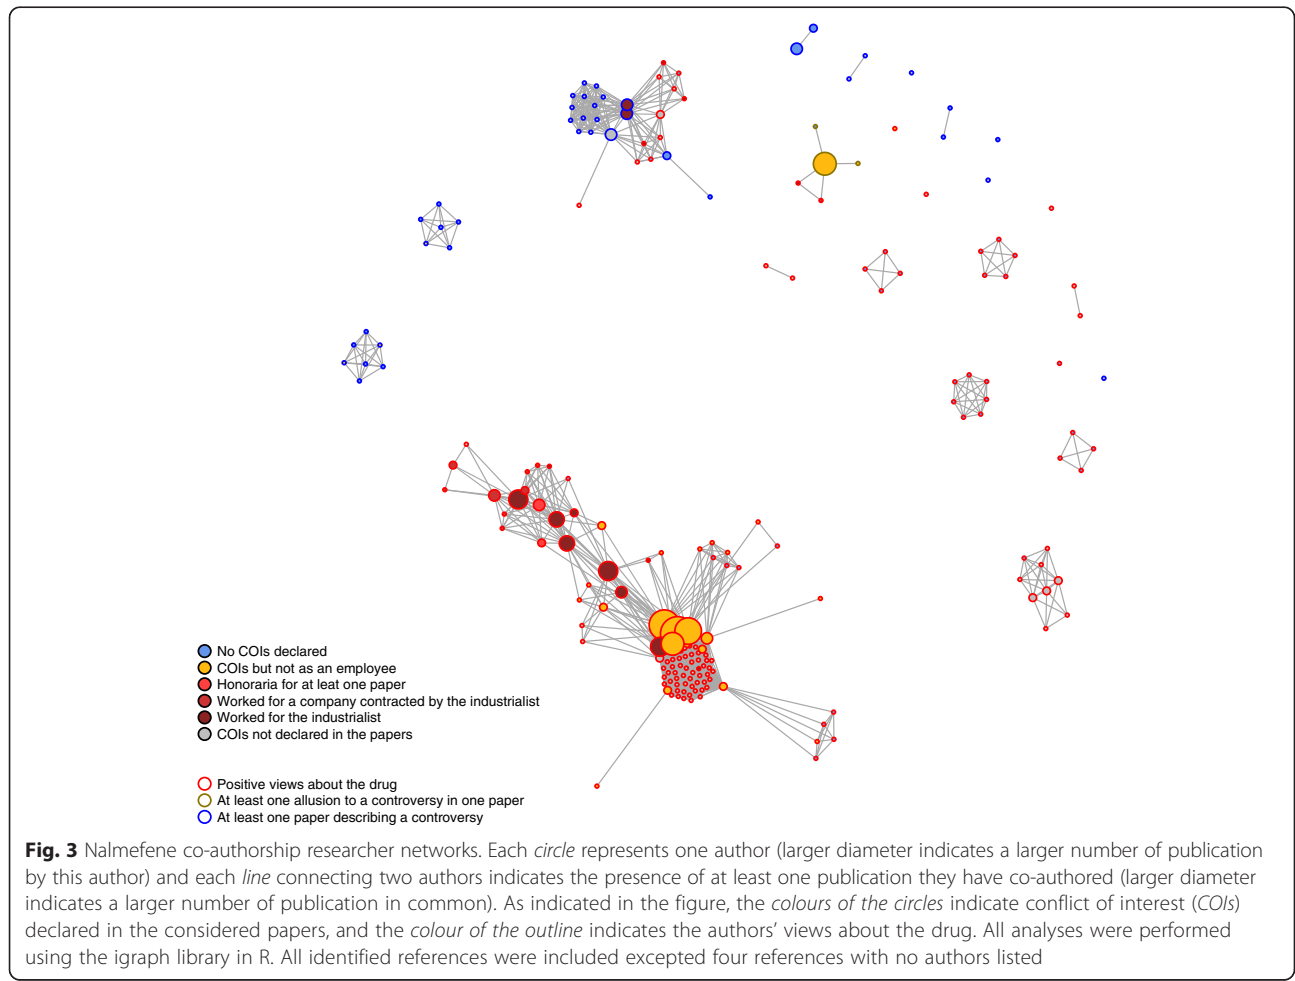 No COIs declared
COIs but not as an employee
Honoraria for at leat one paper
Worked for a company contracted by the industrialist
Worked for the industrialist
COIs not declared in the papers
Positive views about the drug
At least one allusion to a controversy in one paper
At least one paper describing a controversy
Fig. 3 Nalmefene co-authorship researcher networks. Each circle represents one author (larger diameter indicates a larger number of publication
by this author) and each line connecting two authors indicates the presence of at least one publication they have co-authored (larger diameter
indicates a larger number of publication in common). As indicated in the figure, the colours of the circles indicate conflict of interest (COIs)
declared in the considered papers, and the colour of the outline indicates the authors' views about the drug. All analyses were performed
using the igraph library in R. All identified references were included excepted four references with no authors listed